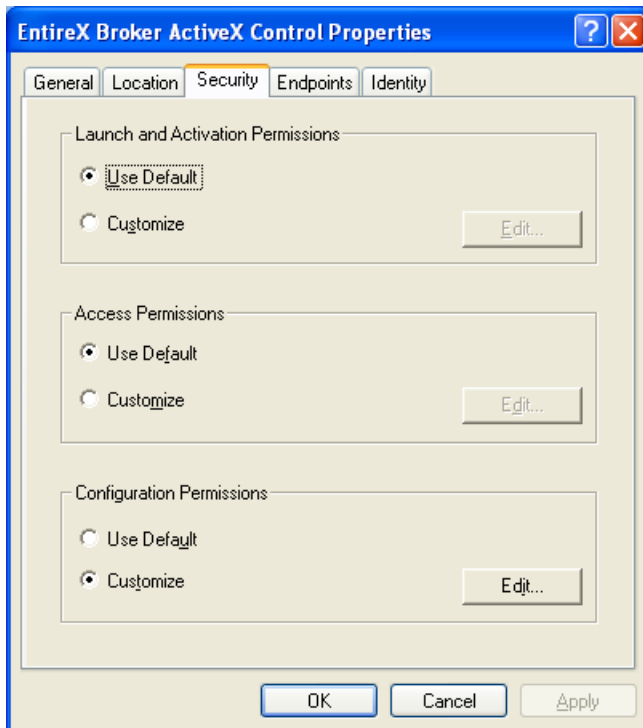 EntireX Broker ActiveX Control Properties
?
General Location Security Endpoints Identity
Launch and Activation Permissions
Use Default
Customize
Edit...
Access Permissions
Use Default
Customize
Edit...
Configuration Permissions
Use Default
Customize
Edit...
OK Cancel Apply